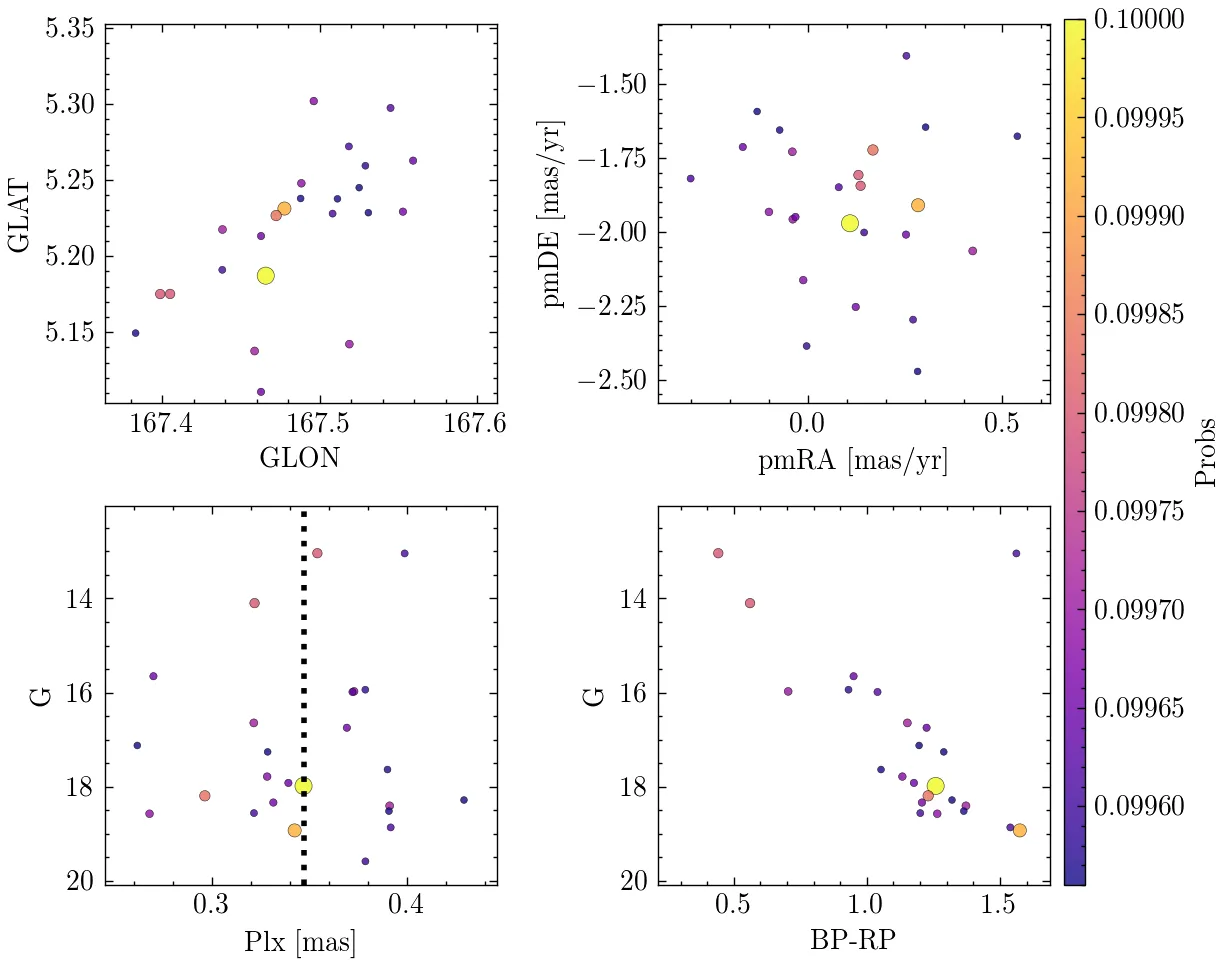 5.35
5.30
5.25
5.20
5.15
GLAT
167.4 167.5 167.6
GLON
−1.50
−1.75
−2.00
−2.25
−2.50
pmDE [mas/yr]
0.0 0.5
pmRA [mas/yr]
14
16
18
20
G
0.3 0.4
Plx [mas]
14
16
18
20
G
0.5 1.0 1.5
BP-RP
0.10000
0.09995
0.09990
0.09985
0.09980
0.09975
0.09970
0.09965
0.09960
Probs